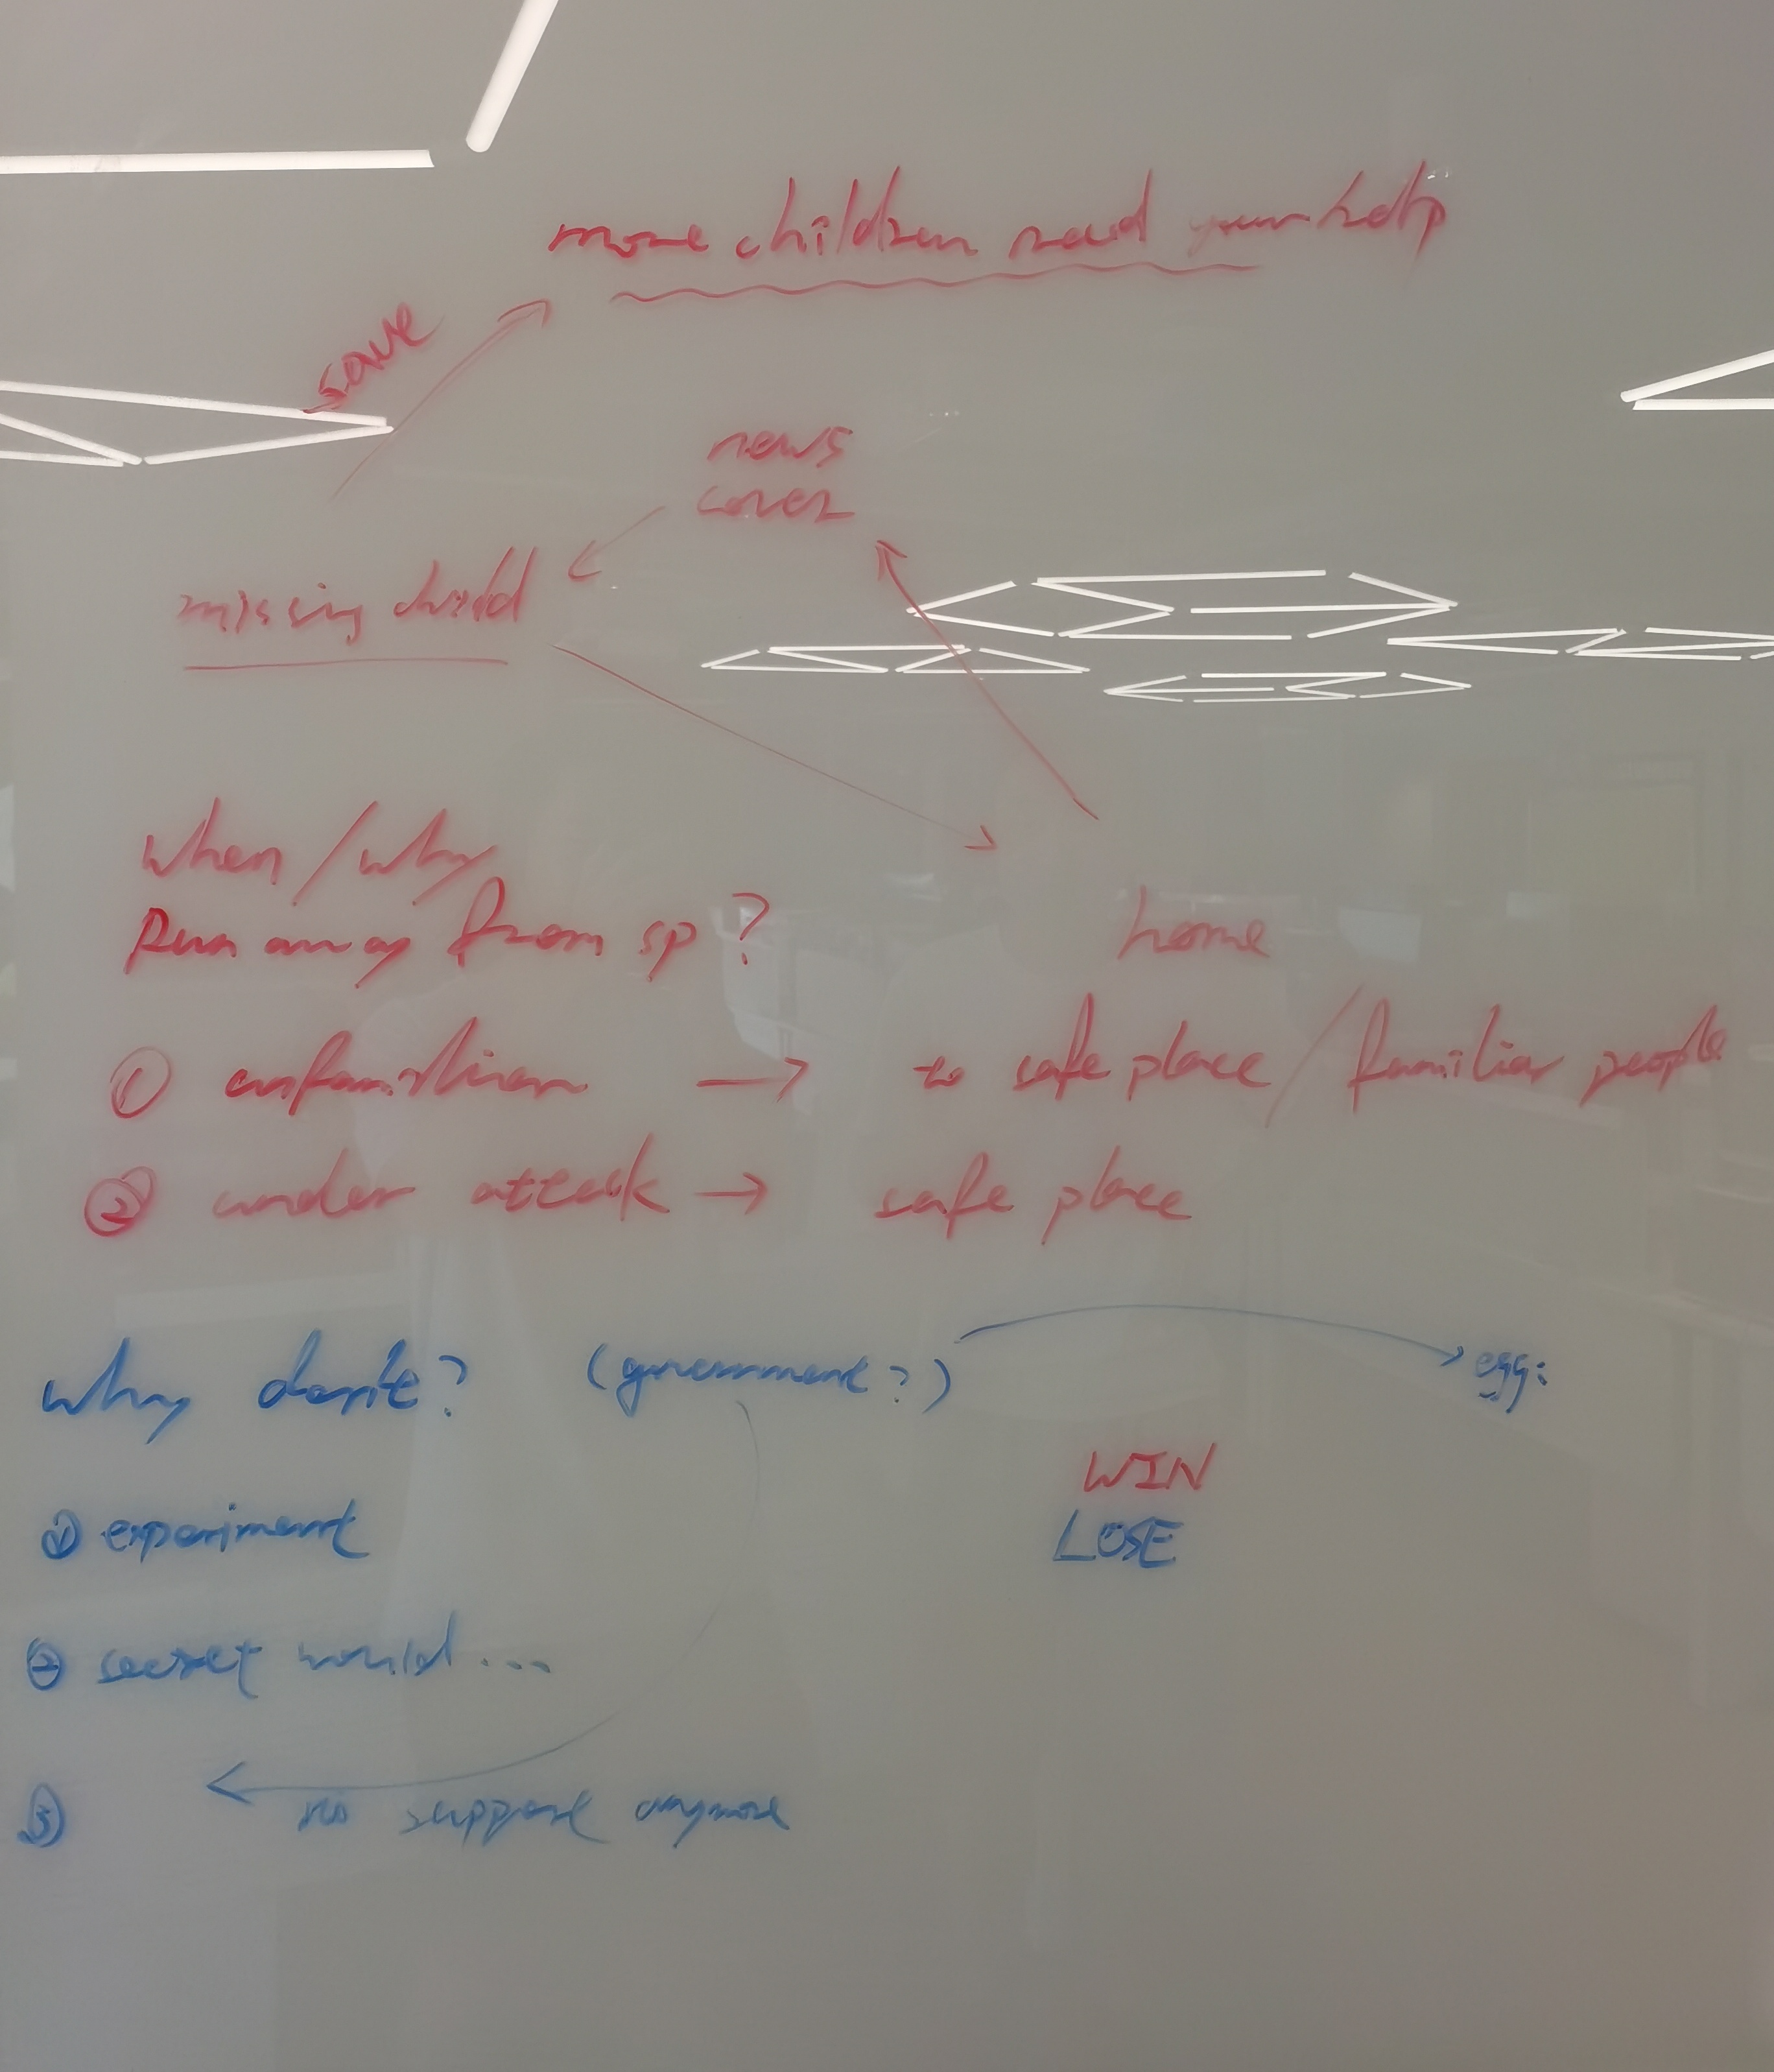 more children need your help
save
news
cover
missing child
when/why
Run away from sp?
home
① unfamiliar → to safe place / familiar people
② under attack → safe place
why don't? (government?) egg:
WIN
LOSE
① experiment
② secret would...
③ no support anymore